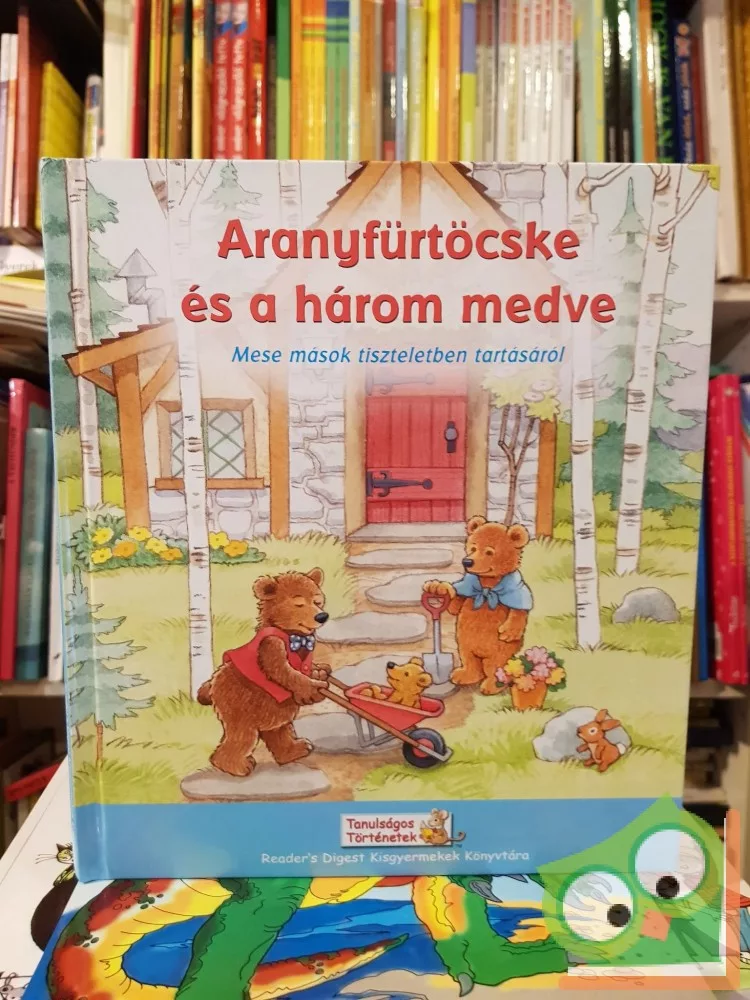 Aranyfürtöcske
és a három medve
Mese mások tiszteletben tartásáról
Tanulságos
Történetek
Reader's Digest Kisgyermekek Könyvtára